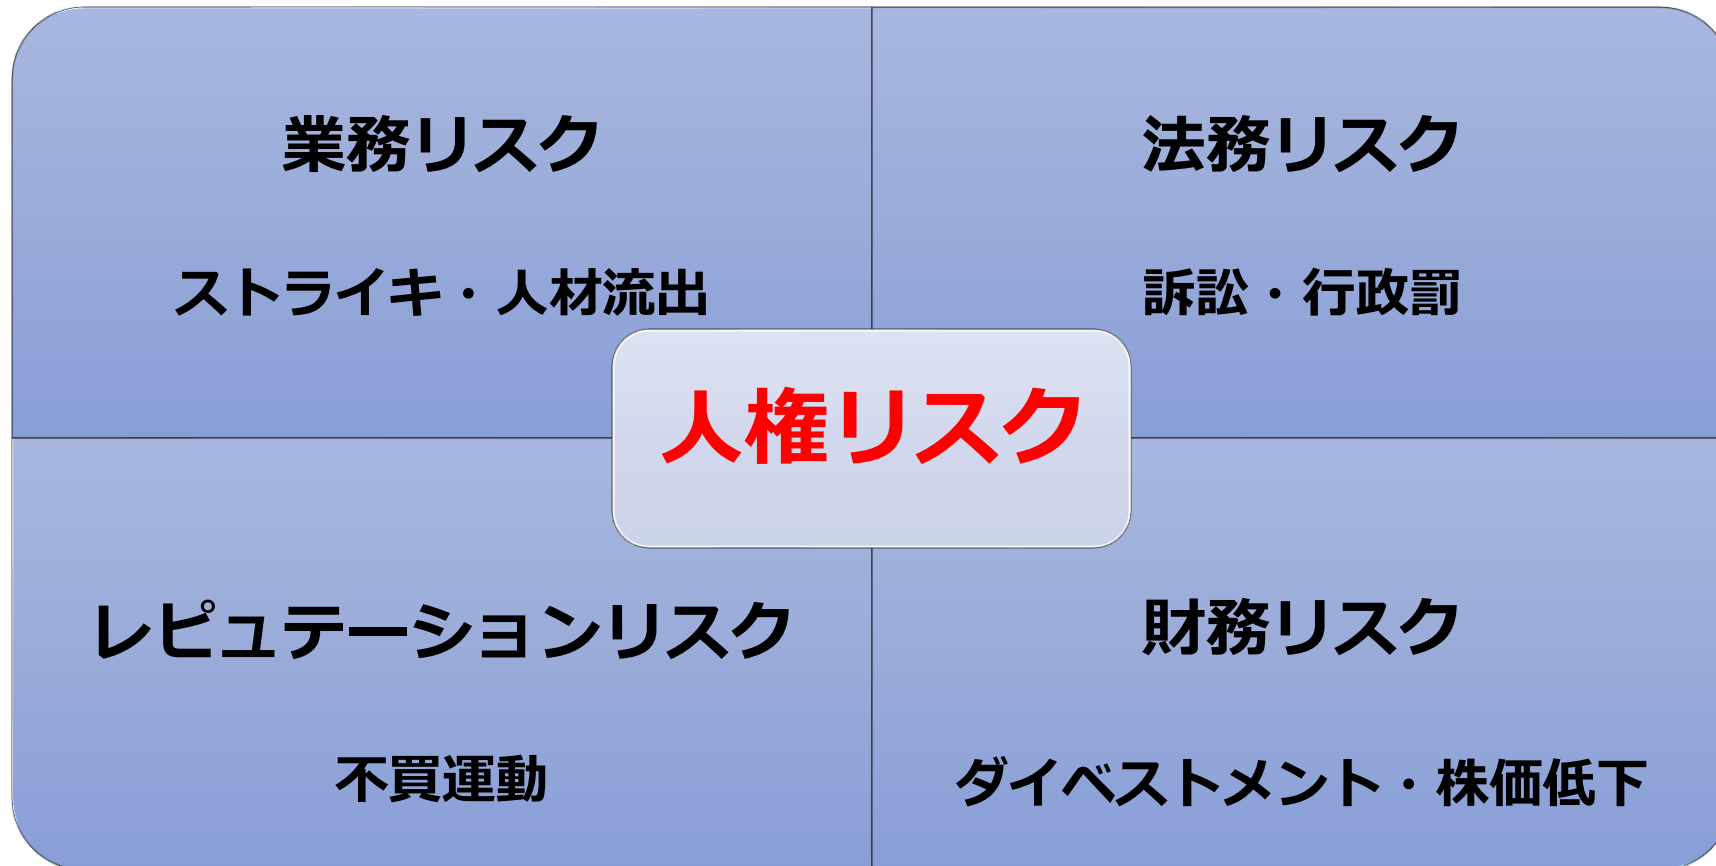 業務リスク
ストライキ・人材流出
法務リスク
訴訟・行政罰
人権リスク
レピュテーションリスク
不買運動
財務リスク
ダイベストメント・株価低下